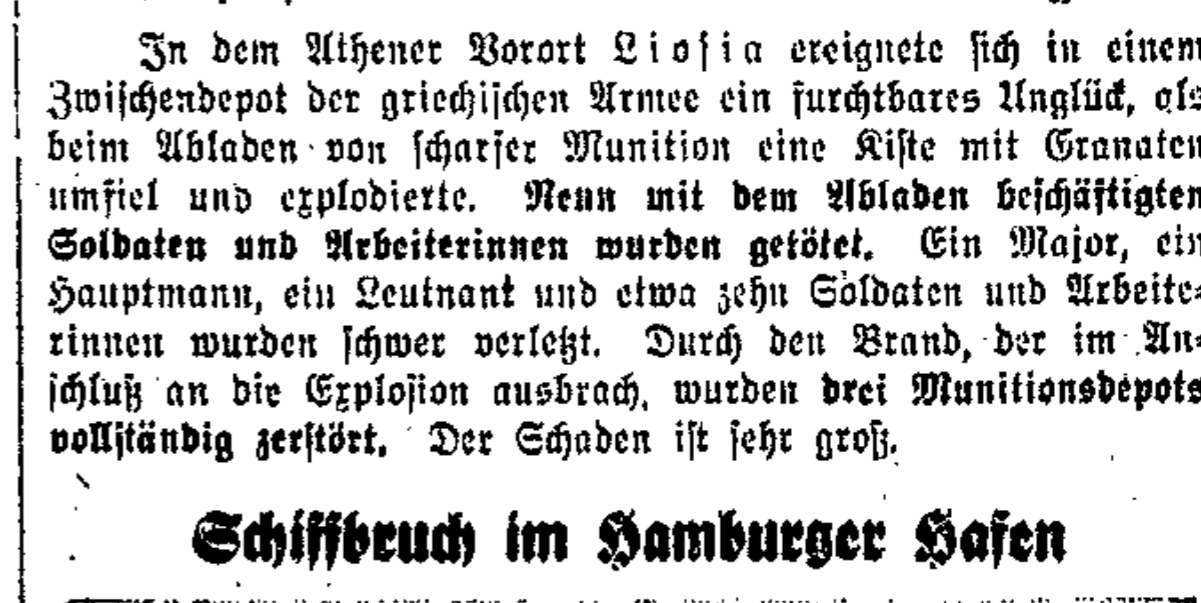 In dem Athener Vorort Liosia ereignete sich in einem
Zwischendepot der griechischen Armee ein furchtbares Unglück, als
beim Abladen von scharfer Munition eine Kiste mit Granaten
umfiel und explodierte. Neun mit dem Abladen beschäftigten
Soldaten und Arbeiterinnen wurden getötet. Ein Major, ein
Hauptmann, ein Leutnant und etwa zehn Soldaten und Arbeite-
rinnen wurden schwer verletzt. Durch den Brand, der im An-
schluß an die Explosion ausbrach, wurden drei Munitionsdepots
vollständig zerstört. Der Schaden ist sehr groß.
Schiffbruch im Hamburger Hafen